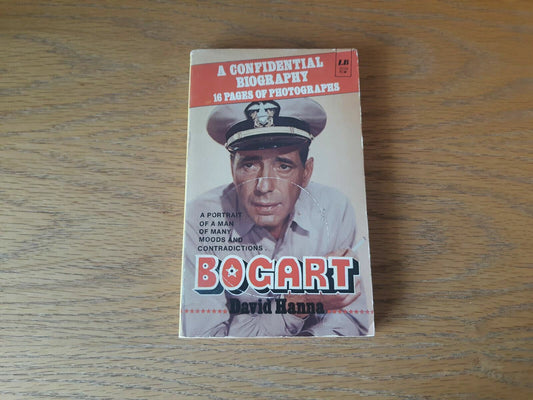 A CONFIDENTIAL
BIOGRAPHY
16 PAGES OF PHOTOGRAPHS
LB
A PORTRAIT
OF A MAN
OF MANY
MOODS AND
CONTRADICTIONS.
BOGART
David Hanna